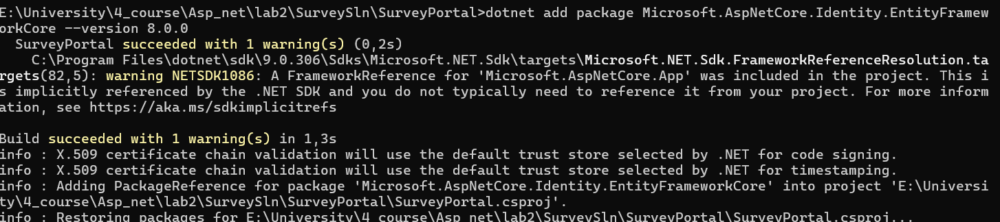 E:\University\4_course\Asp_net\lab2\SurveySln\SurveyPortal>dotnet add package Microsoft.AspNetCore.Identity.EntityFramew
orkCore --version 8.0.0
SurveyPortal succeeded with 1 warning(s) (0,2s)
C:\Program Files\dotnet\sdk\9.0.306\Sdks\Microsoft.NET.Sdk\targets\Microsoft.NET.Sdk.FrameworkReferenceResolution.ta
rgets(82,5): warning NETSDK1086: A FrameworkReference for 'Microsoft.AspNetCore.App' was included in the project. This i
s implicitly referenced by the .NET SDK and you do not typically need to reference it from your project. For more inform
ation, see https://aka.ms/sdkimplicitrefs
Build succeeded with 1 warning(s) in 1,3s
info : X.509 certificate chain validation will use the default trust store selected by .NET for code signing.
info : X.509 certificate chain validation will use the default trust store selected by .NET for timestamping.
info : Adding PackageReference for package 'Microsoft.AspNetCore.Identity.EntityFrameworkCore' into project 'E:\Universi
ty\4_course\Asp_net\lab2\SurveySln\SurveyPortal\SurveyPortal.csproj'.
info : Restoring packages for E:\University\4_course\Asp_net\lab2\SurveySln\SurveyPortal\SurveyPortal.csproj...